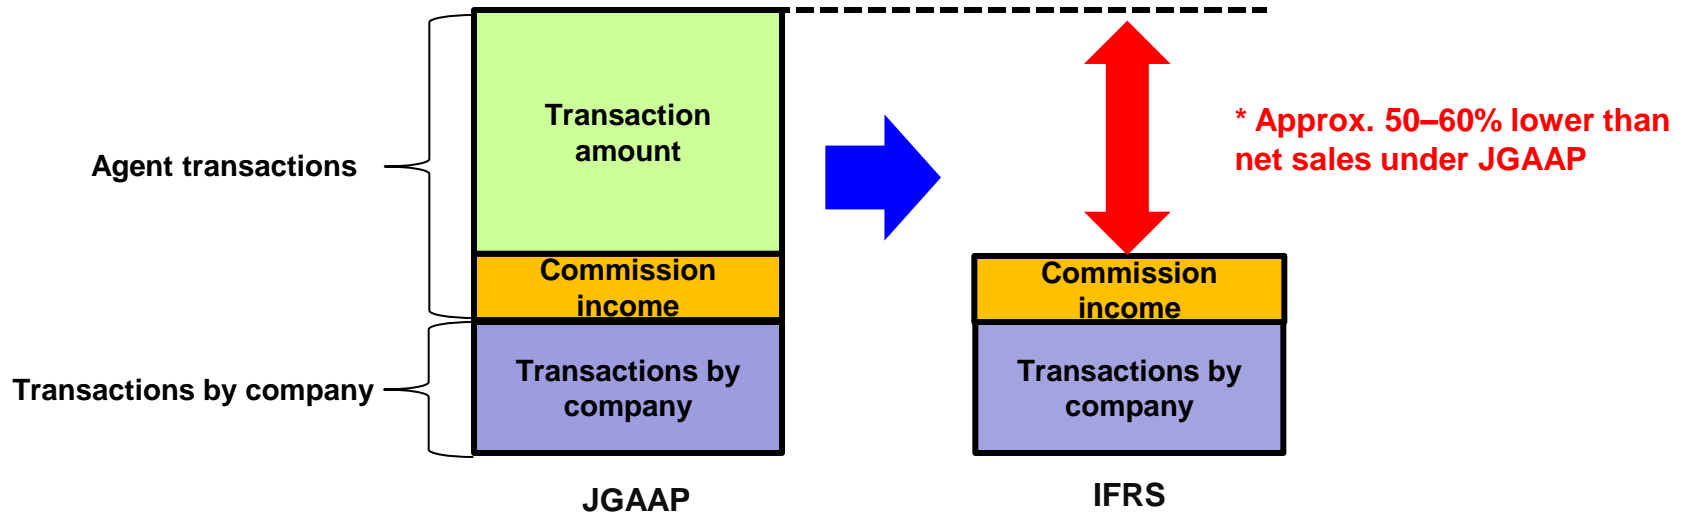 Agent transactions
Transactions by company
Transaction
amount
Commission
income
Transactions by
company
JGAAP
* Approx. 50–60% lower than
net sales under JGAAP
Commission
income
Transactions by
company
IFRS